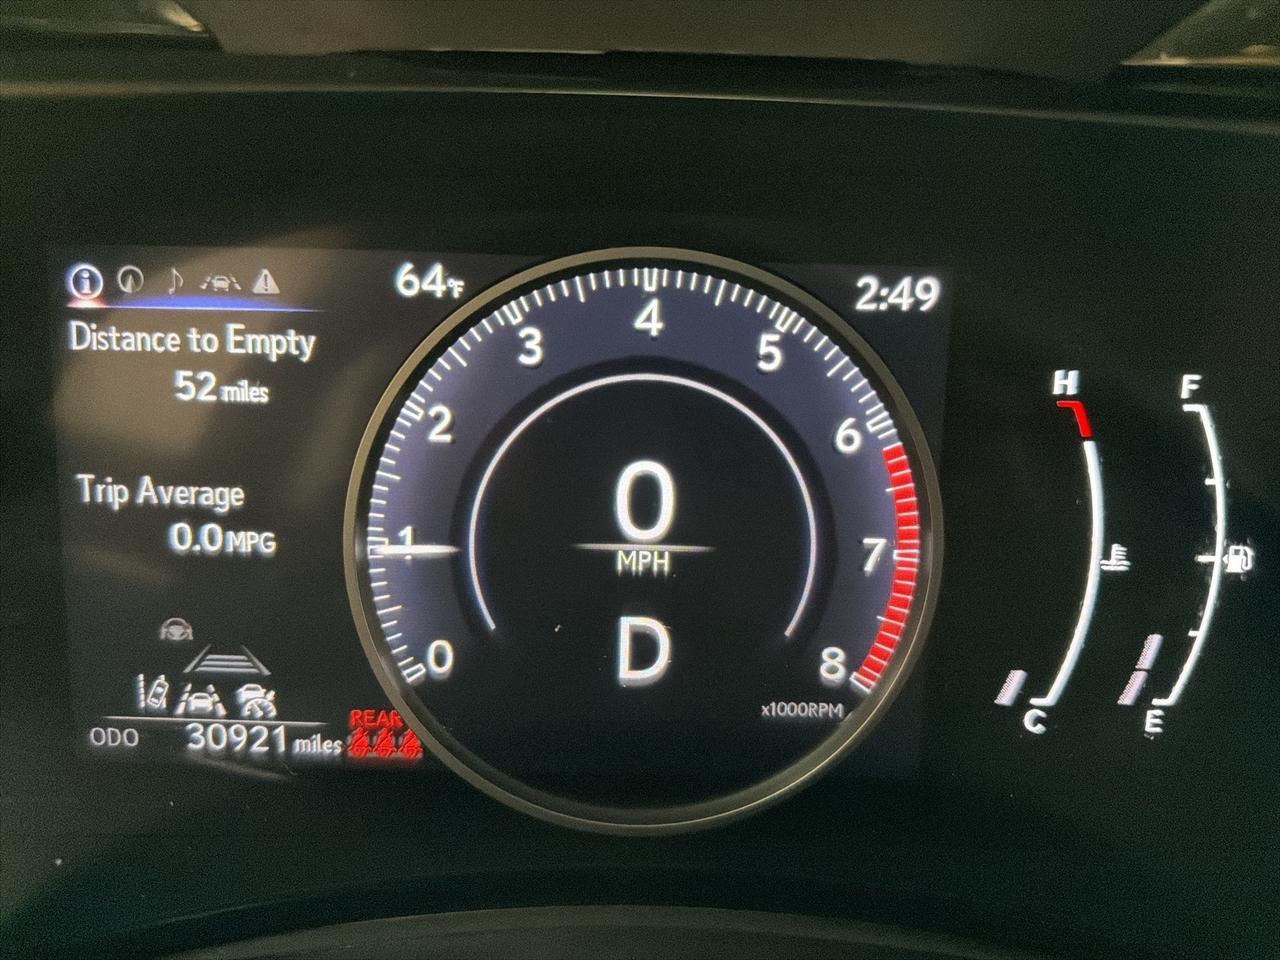 64°F
2:49
Distance to Empty
52 miles
Trip Average
0.0 MPG
ODO 30921 miles
REAR
0
1
2
3
4
5
6
7
8
x1000RPM
0
MPH
D
H
C
F
E